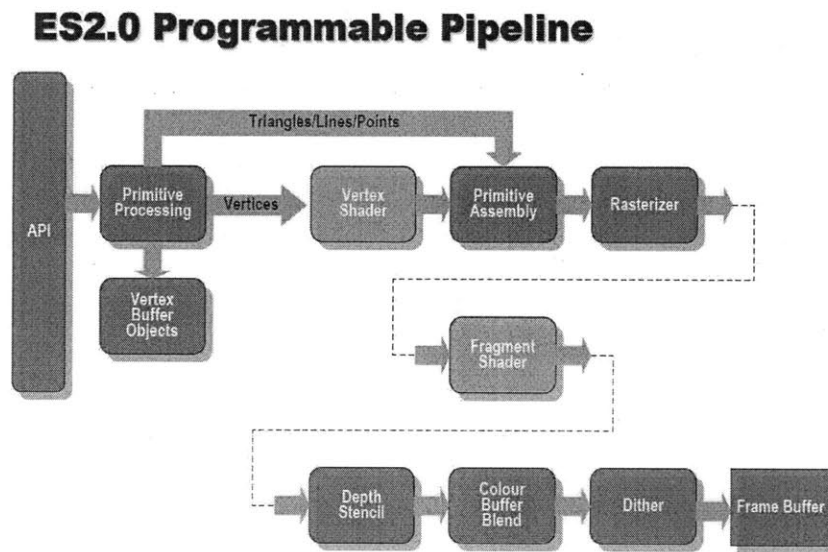 ES2.0 Programmable Pipeline
Triangles/Lines/Points
API
Primitive
Processing
Vertices
Vertex
Shader
Primitive
Assembly
Rasterizer
Vertex
Buffer
Objects
Fragment
Shader
Depth
Stencil
Colour
Buffer
Blend
Dither
Frame Buffer